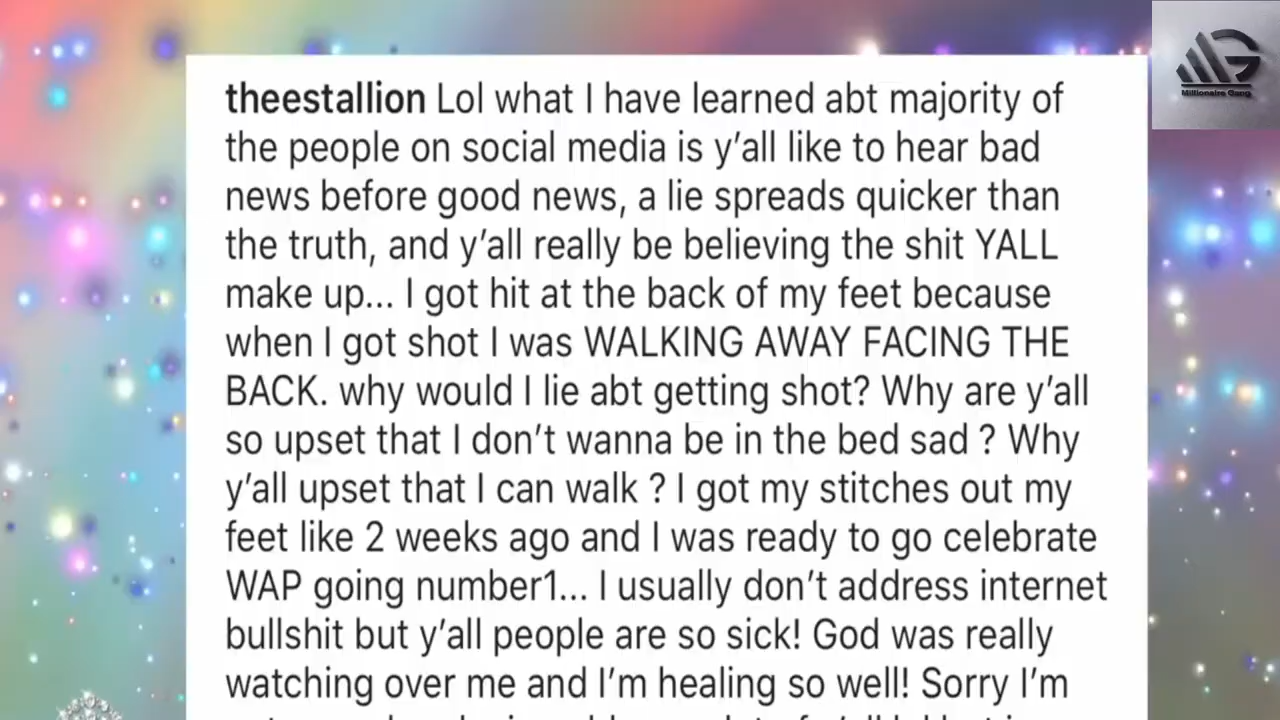 Millionaire Gang
theestallion Lol what I have learned abt majority of
the people on social media is y’all like to hear bad
news before good news, a lie spreads quicker than
the truth, and y’all really be believing the shit YALL
make up... I got hit at the back of my feet because
when I got shot I was WALKING AWAY FACING THE
BACK. why would I lie abt getting shot? Why are y’all
so upset that I don’t wanna be in the bed sad ? Why
y’all upset that I can walk ? I got my stitches out my
feet like 2 weeks ago and I was ready to go celebrate
WAP going number1... I usually don’t address internet
bullshit but y’all people are so sick! God was really
watching over me and I’m healing so well! Sorry I’m